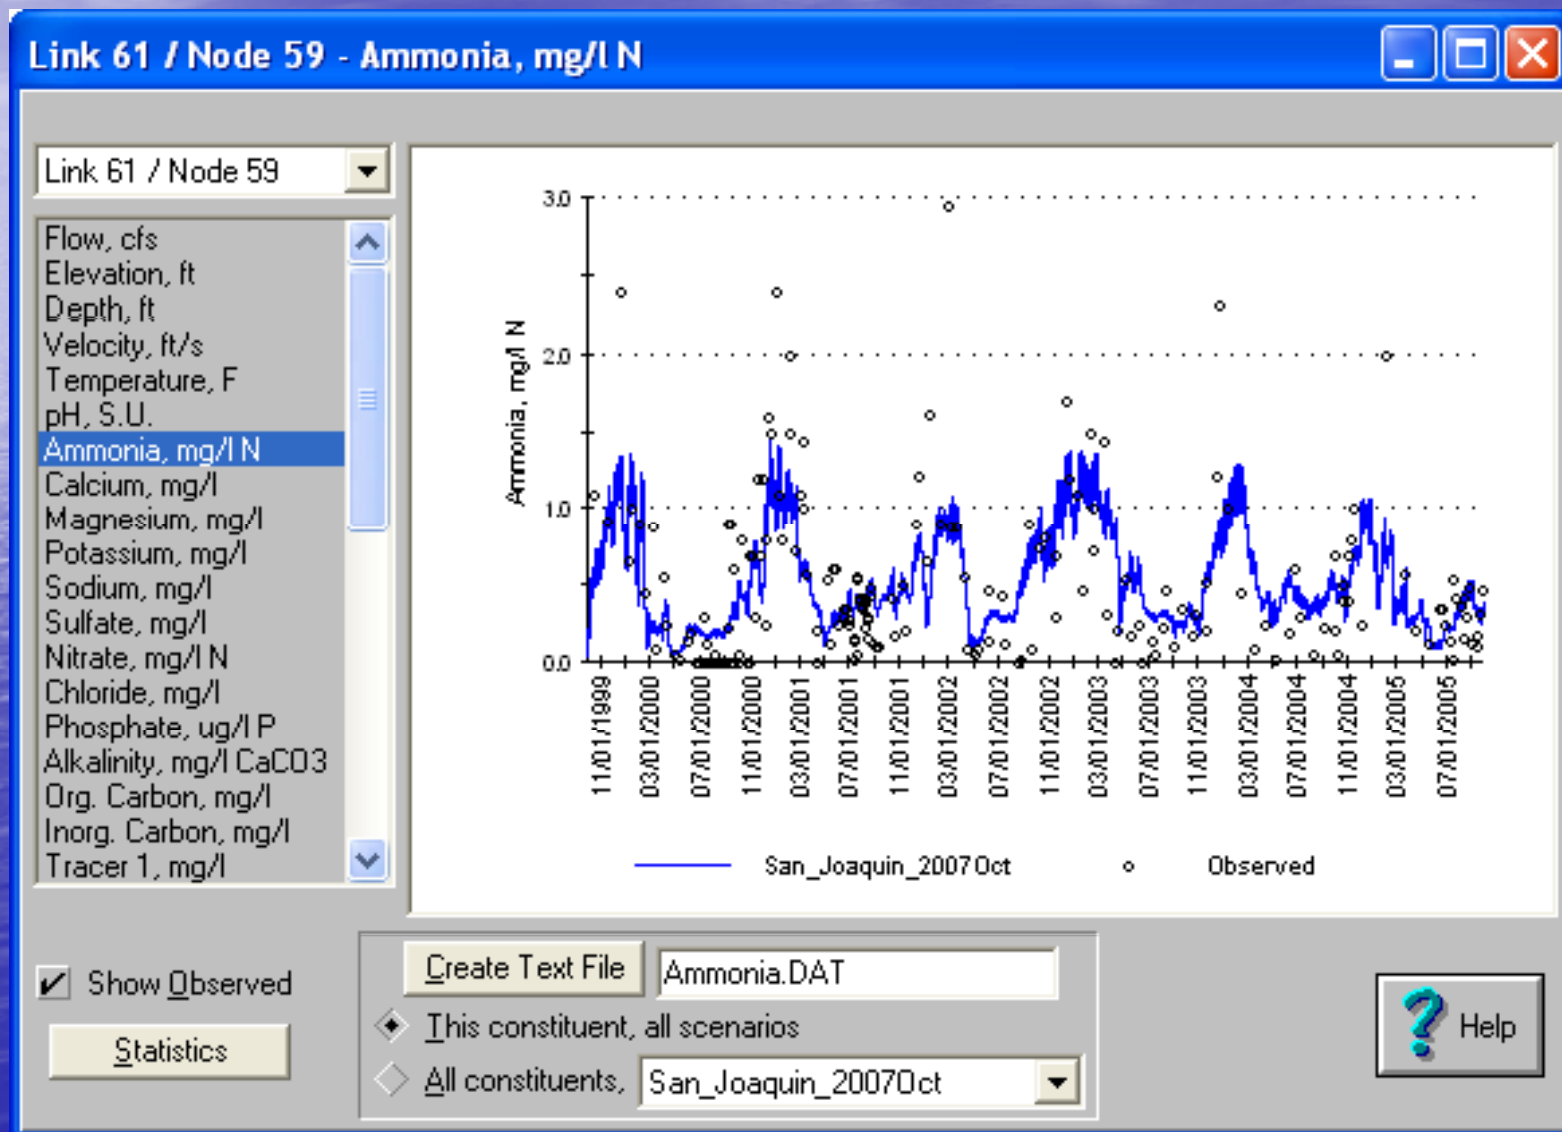 Link 61 / Node 59 - Ammonia, mg/l N
Link 61 / Node 59
Flow, cfs
Elevation, ft
Depth, ft
Velocity, ft/s
Temperature, F
pH, S.U.
Ammonia, mg/l N
Calcium, mg/l
Magnesium, mg/l
Potassium, mg/l
Sodium, mg/l
Sulfate, mg/l
Nitrate, mg/l N
Chloride, mg/l
Phosphate, ug/l P
Alkalinity, mg/l CaCO3
Org. Carbon, mg/l
Inorg. Carbon, mg/l
Tracer 1, mg/l
Ammonia, mg/l N
3.0
2.0
1.0
0.0
11/01/1999
03/01/2000
07/01/2000
11/01/2000
03/01/2001
07/01/2001
11/01/2001
03/01/2002
07/01/2002
11/01/2002
03/01/2003
07/01/2003
11/01/2003
03/01/2004
07/01/2004
11/01/2004
03/01/2005
07/01/2005
San_Joaquin_2007Oct
Observed
Show Observed
Statistics
Create Text File
Ammonia.DAT
This constituent, all scenarios
All constituents,
San_Joaquin_2007Oct
Help